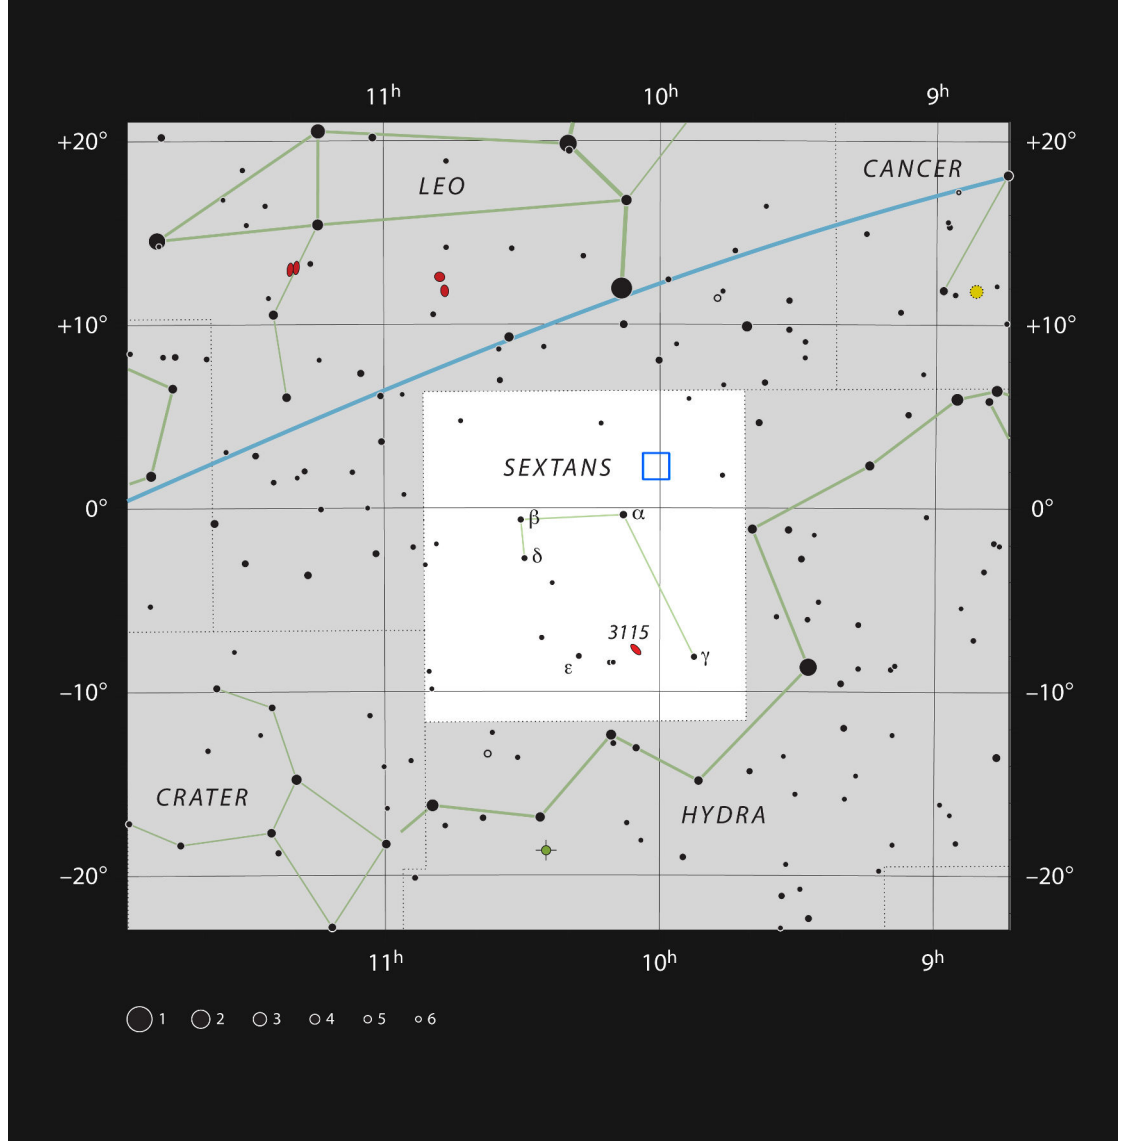 11ʰ 10ʰ 9ʰ
+20° +20°
CANCER
LEO
+10° +10°
SEXTANS
0° β α 0°
δ
3115
ε γ
−10° −10°
CRATER
HYDRA
−20° −20°
11ʰ 10ʰ 9ʰ
1 2 3 4 5 6